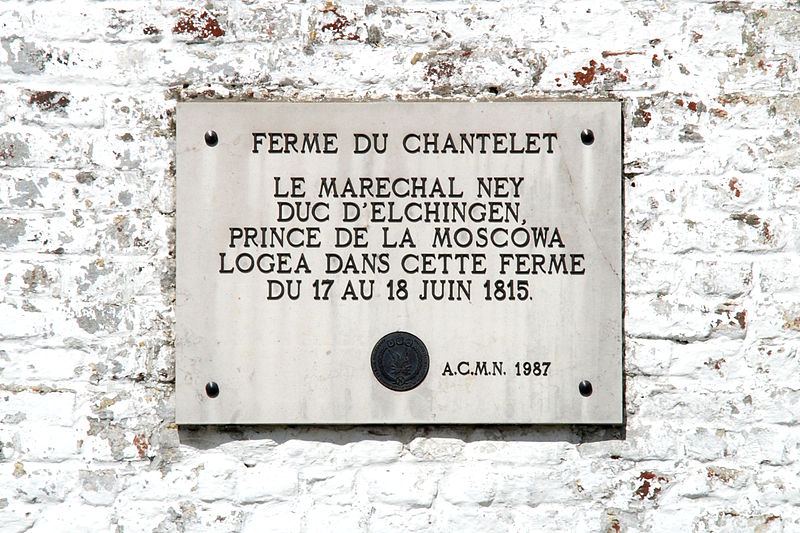 FERME DU CHANTELET
LE MARECHAL NEY
DUC D'ELCHINGEN,
PRINCE DE LA MOSCOWA
LOGEA DANS CETTE FERME
DU 17 AU 18 JUIN 1815.
A.C.M.N. 1987